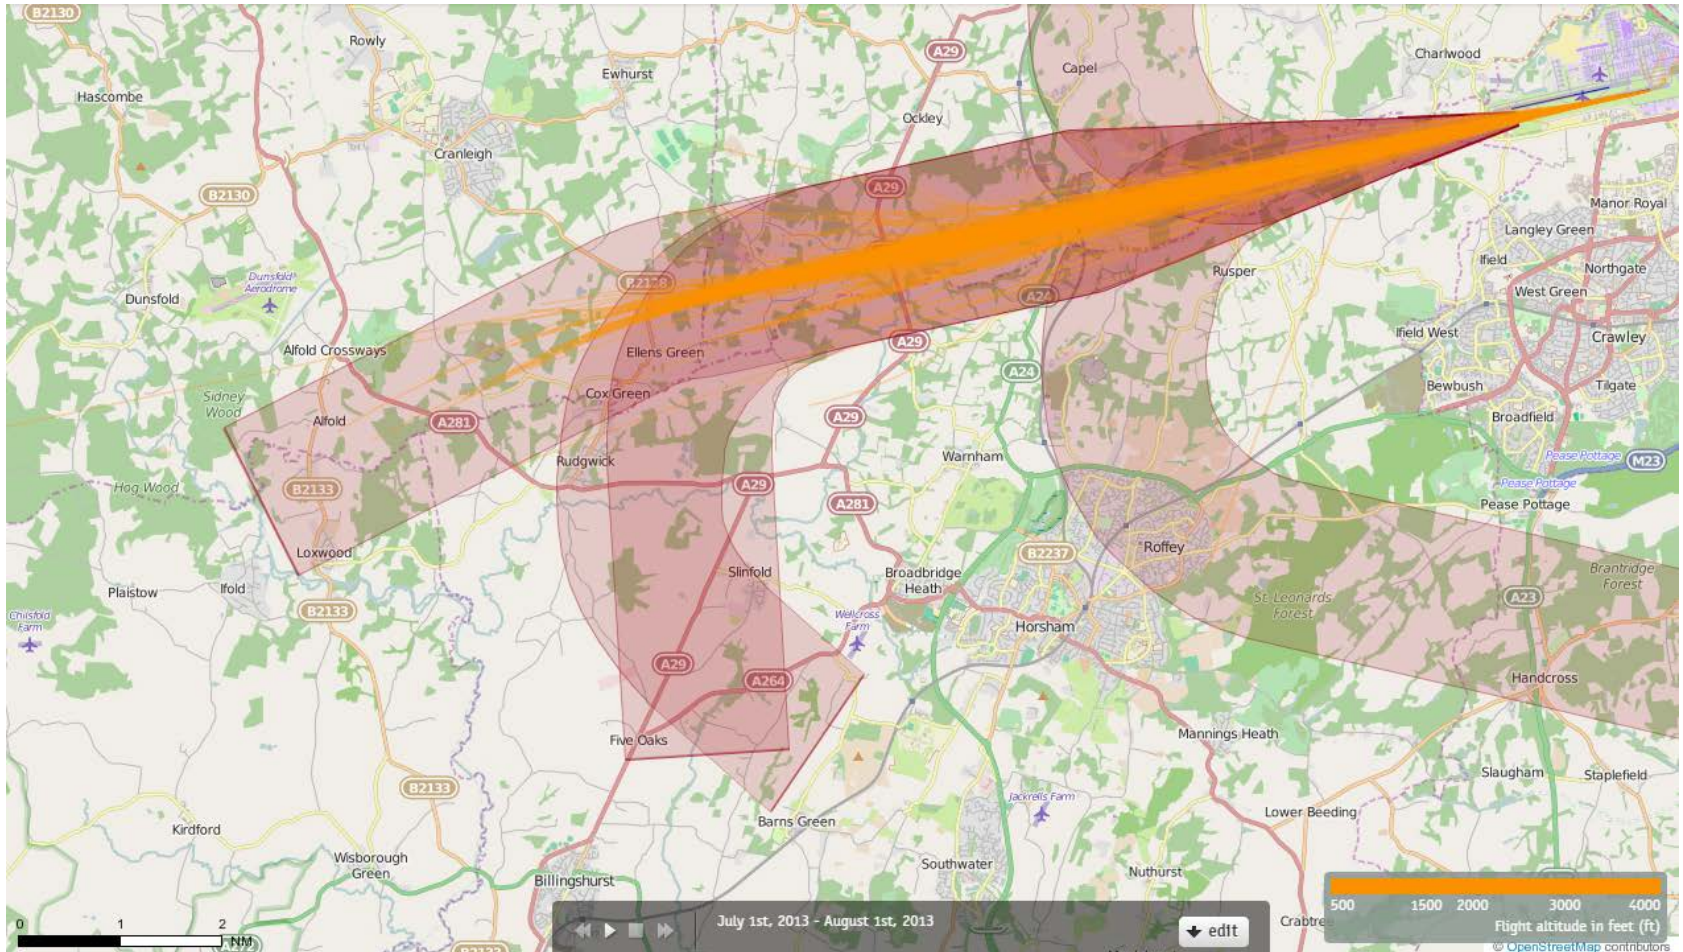 B2130
Rowly
A29
Capel
Charlwood
Ewhurst
Hascombe
Ockley
Cranleigh
B2130
A29
Manor Royal
Langley Green
Ifield
Northgate
Rusper
Dunsfold
Aerodrome
Dunsfold
West Green
A24
Ifield West
Crawley
A29
Alfold Crossways
Ellens Green
A24
Bewbush
Tilgate
Cox Green
Sidney
Wood
Alfold
A281
A29
Broadfield
Warnham
Pease Pottage
M23
Rudgwick
Hog Wood
B2133
A29
Pease Pottage
A281
Pease Pottage
Roffey
Loxwood
B2237
Slinfold
Broadbridge
Heath
Brantridge
Forest
Plaistow
Ifold
St. Leonards
Forest
A23
B2133
Chilsfold
Farm
Wellcross
Farm
Horsham
A29
A264
Handcross
Five Oaks
Mannings Heath
Slaugham
Staplefield
B2133
Jackrells Farm
Lower Beeding
Barns Green
Kirdford
Wisborough
Green
Southwater
Nuthurst
Billingshurst
500 1500 2000 3000 4000
Flight altitude in feet (ft)
0 1 2 NM
A272
July 1st, 2013 - August 1st, 2013
edit
© OpenStreetMap contributors